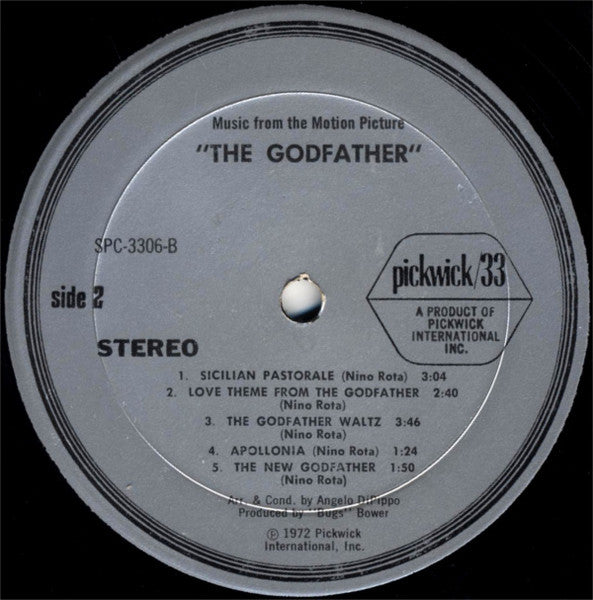 Music from the Motion Picture
"THE GODFATHER"
SPC-3306-B
side 2
STEREO
pickwick/33
A PRODUCT OF
PICKWICK
INTERNATIONAL
INC.
1. SICILIAN PASTORALE (Nino Rota) 3:04
2. LOVE THEME FROM THE GODFATHER 2:40
(Nino Rota)
3. THE GODFATHER WALTZ 3:46
(Nino Rota)
4. APOLLONIA (Nino Rota) 1:24
5. THE NEW GODFATHER 1:50
(Nino Rota)
Arr. & Cond. by Angelo DiPippo
Produced by "Bugs" Bower
℗ 1972 Pickwick
International, Inc.